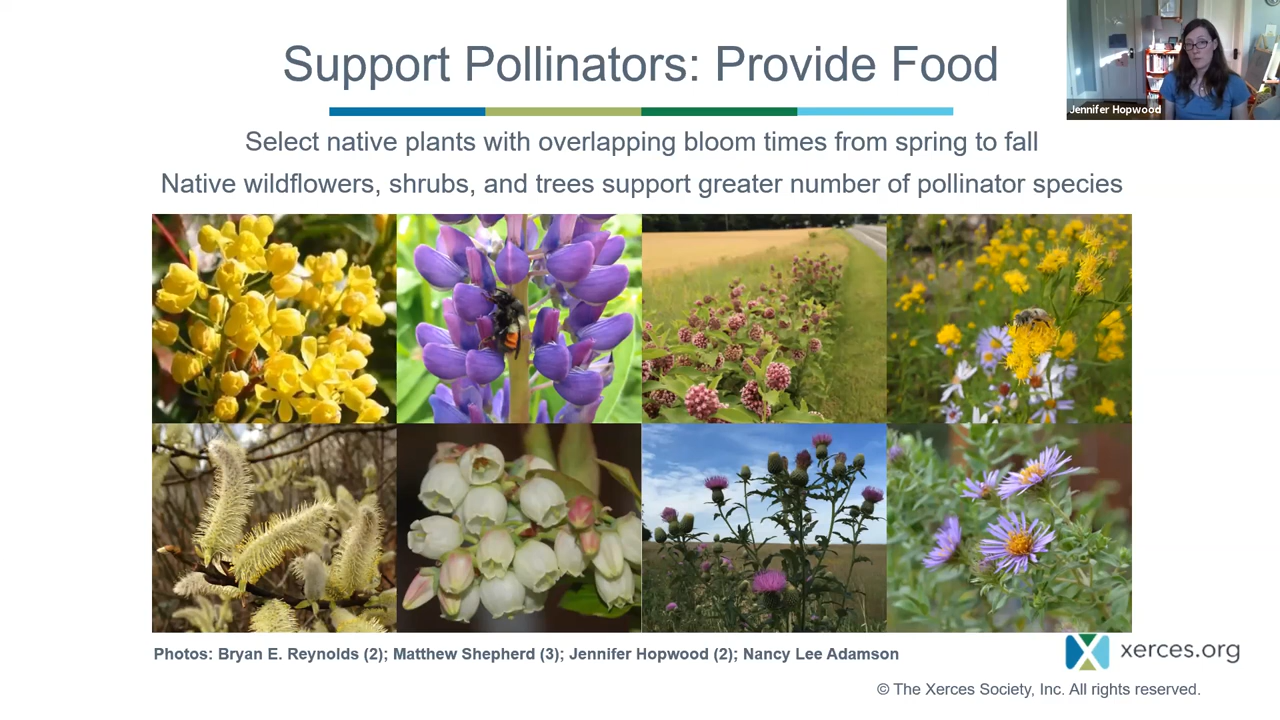 Support Pollinators: Provide Food
Jennifer Hopwood
Select native plants with overlapping bloom times from spring to fall
Native wildflowers, shrubs, and trees support greater number of pollinator species
Photos: Bryan E. Reynolds (2); Matthew Shepherd (3); Jennifer Hopwood (2); Nancy Lee Adamson
xerces.org
© The Xerces Society, Inc. All rights reserved.